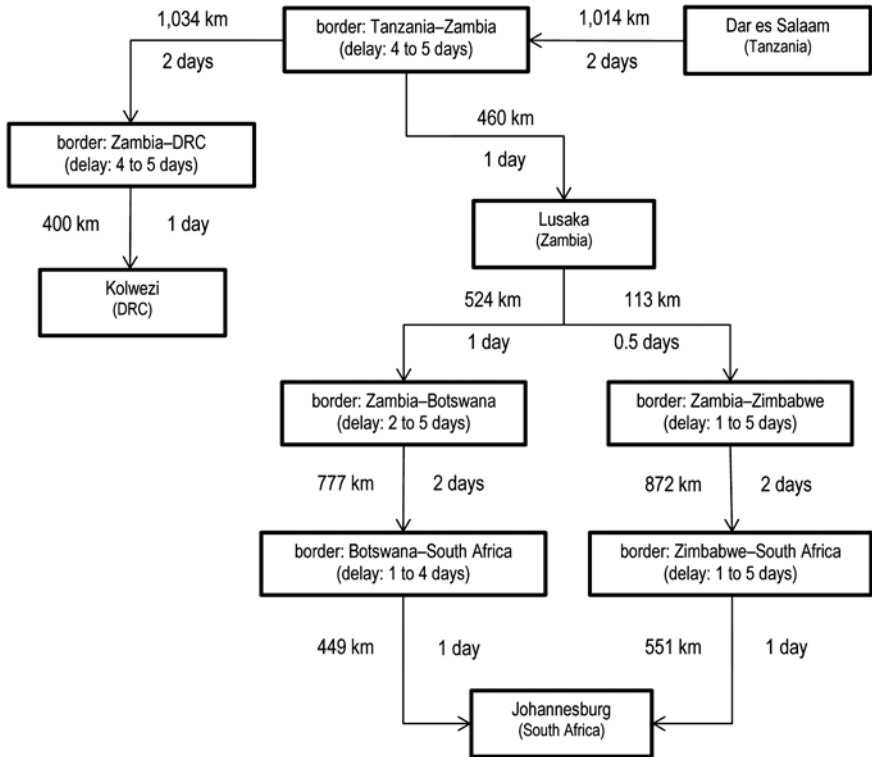 1,034 km
border: Tanzania–Zambia
(delay: 4 to 5 days)
1,014 km
Dar es Salaam
(Tanzania)
2 days
2 days
border: Zambia–DRC
(delay: 4 to 5 days)
460 km
1 day
400 km
1 day
Lusaka
(Zambia)
Kolwezi
(DRC)
524 km
113 km
1 day
0.5 days
border: Zambia–Botswana
(delay: 2 to 5 days)
border: Zambia–Zimbabwe
(delay: 1 to 5 days)
777 km
2 days
872 km
2 days
border: Botswana–South Africa
(delay: 1 to 4 days)
border: Zimbabwe–South Africa
(delay: 1 to 5 days)
449 km
1 day
551 km
1 day
Johannesburg
(South Africa)